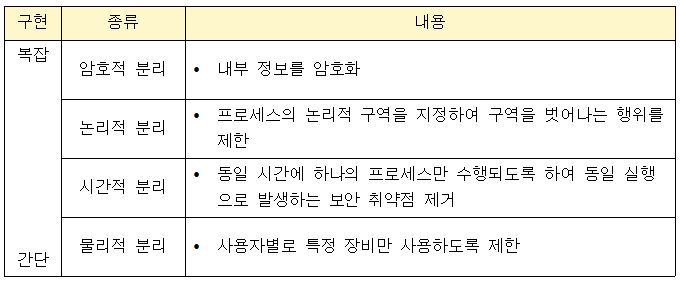 구현 종류 내용
복잡
암호적 분리 • 내부 정보를 암호화
논리적 분리 • 프로세스의 논리적 구역을 지정하여 구역을 벗어나는 행위를
제한
시간적 분리 • 동일 시간에 하나의 프로세스만 수행되도록 하여 동일 실행
으로 발생하는 보안 취약점 제거
물리적 분리 • 사용자별로 특정 장비만 사용하도록 제한
간단